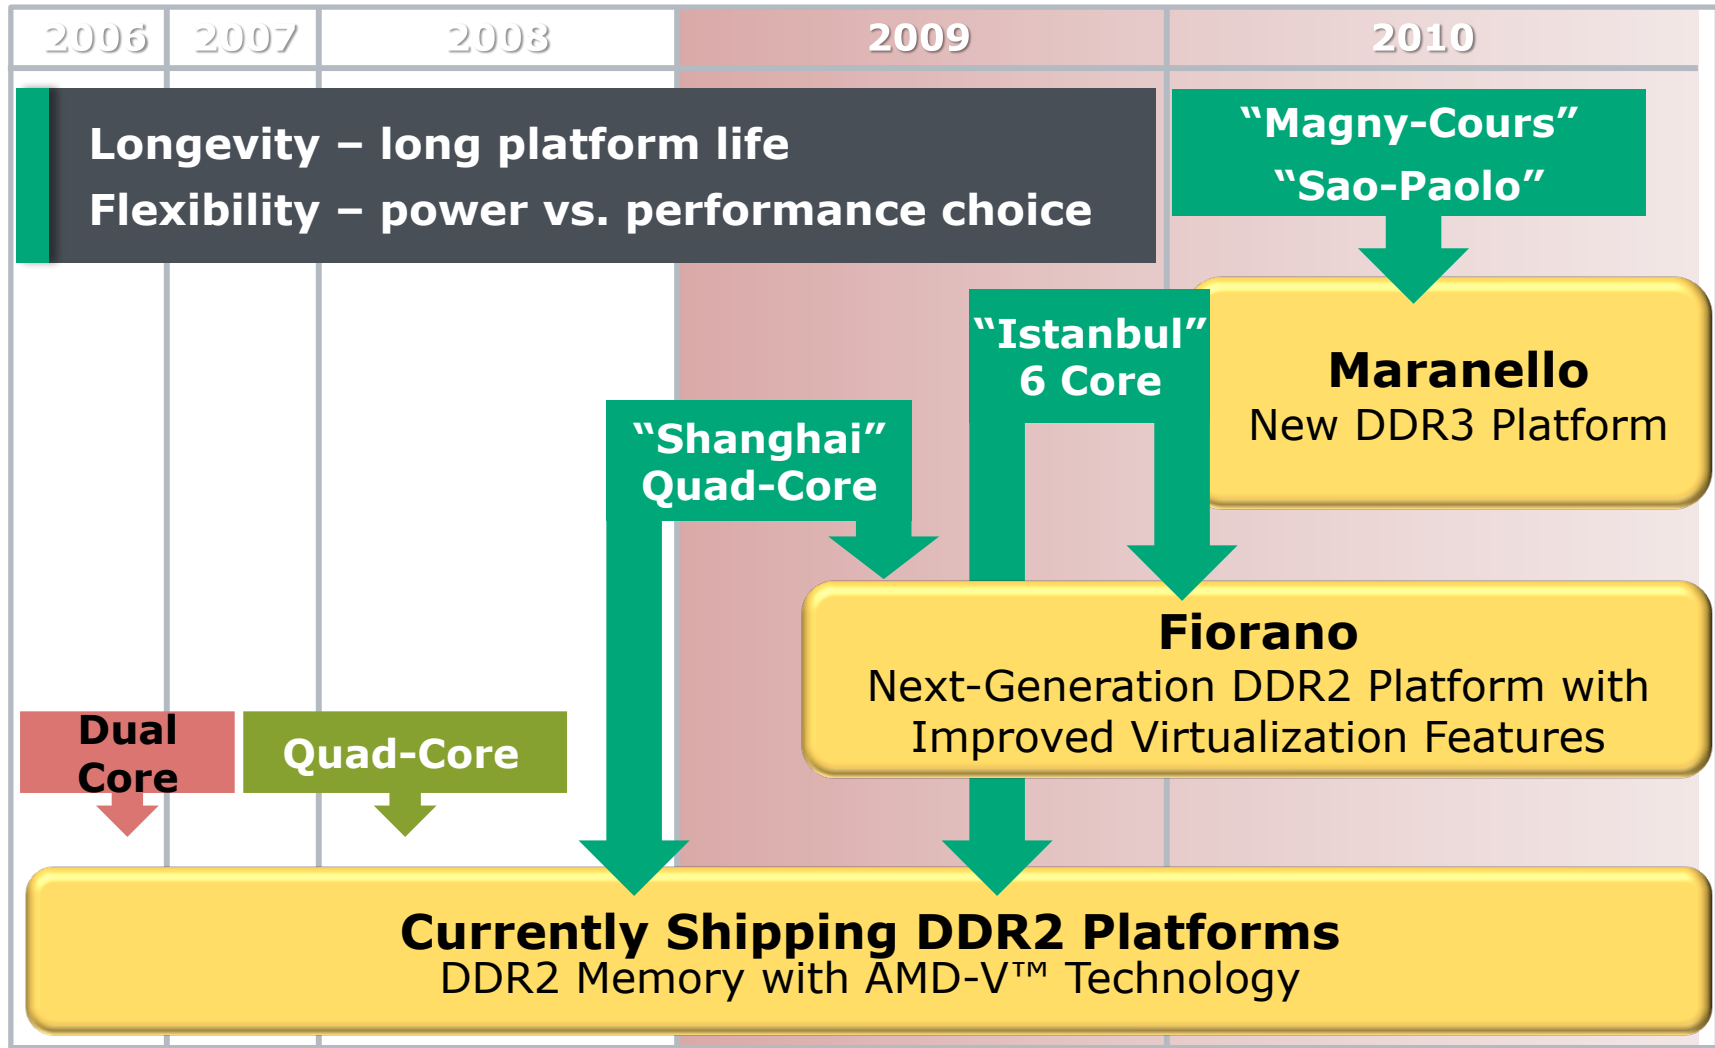 2006 2007 2008 2009 2010
Longevity – long platform life
Flexibility – power vs. performance choice
“Magny-Cours”
“Sao-Paolo”
“Istanbul”
6 Core
Maranello
New DDR3 Platform
“Shanghai”
Quad-Core
Fiorano
Next-Generation DDR2 Platform with
Improved Virtualization Features
Dual
Core
Quad-Core
Currently Shipping DDR2 Platforms
DDR2 Memory with AMD-V™ Technology